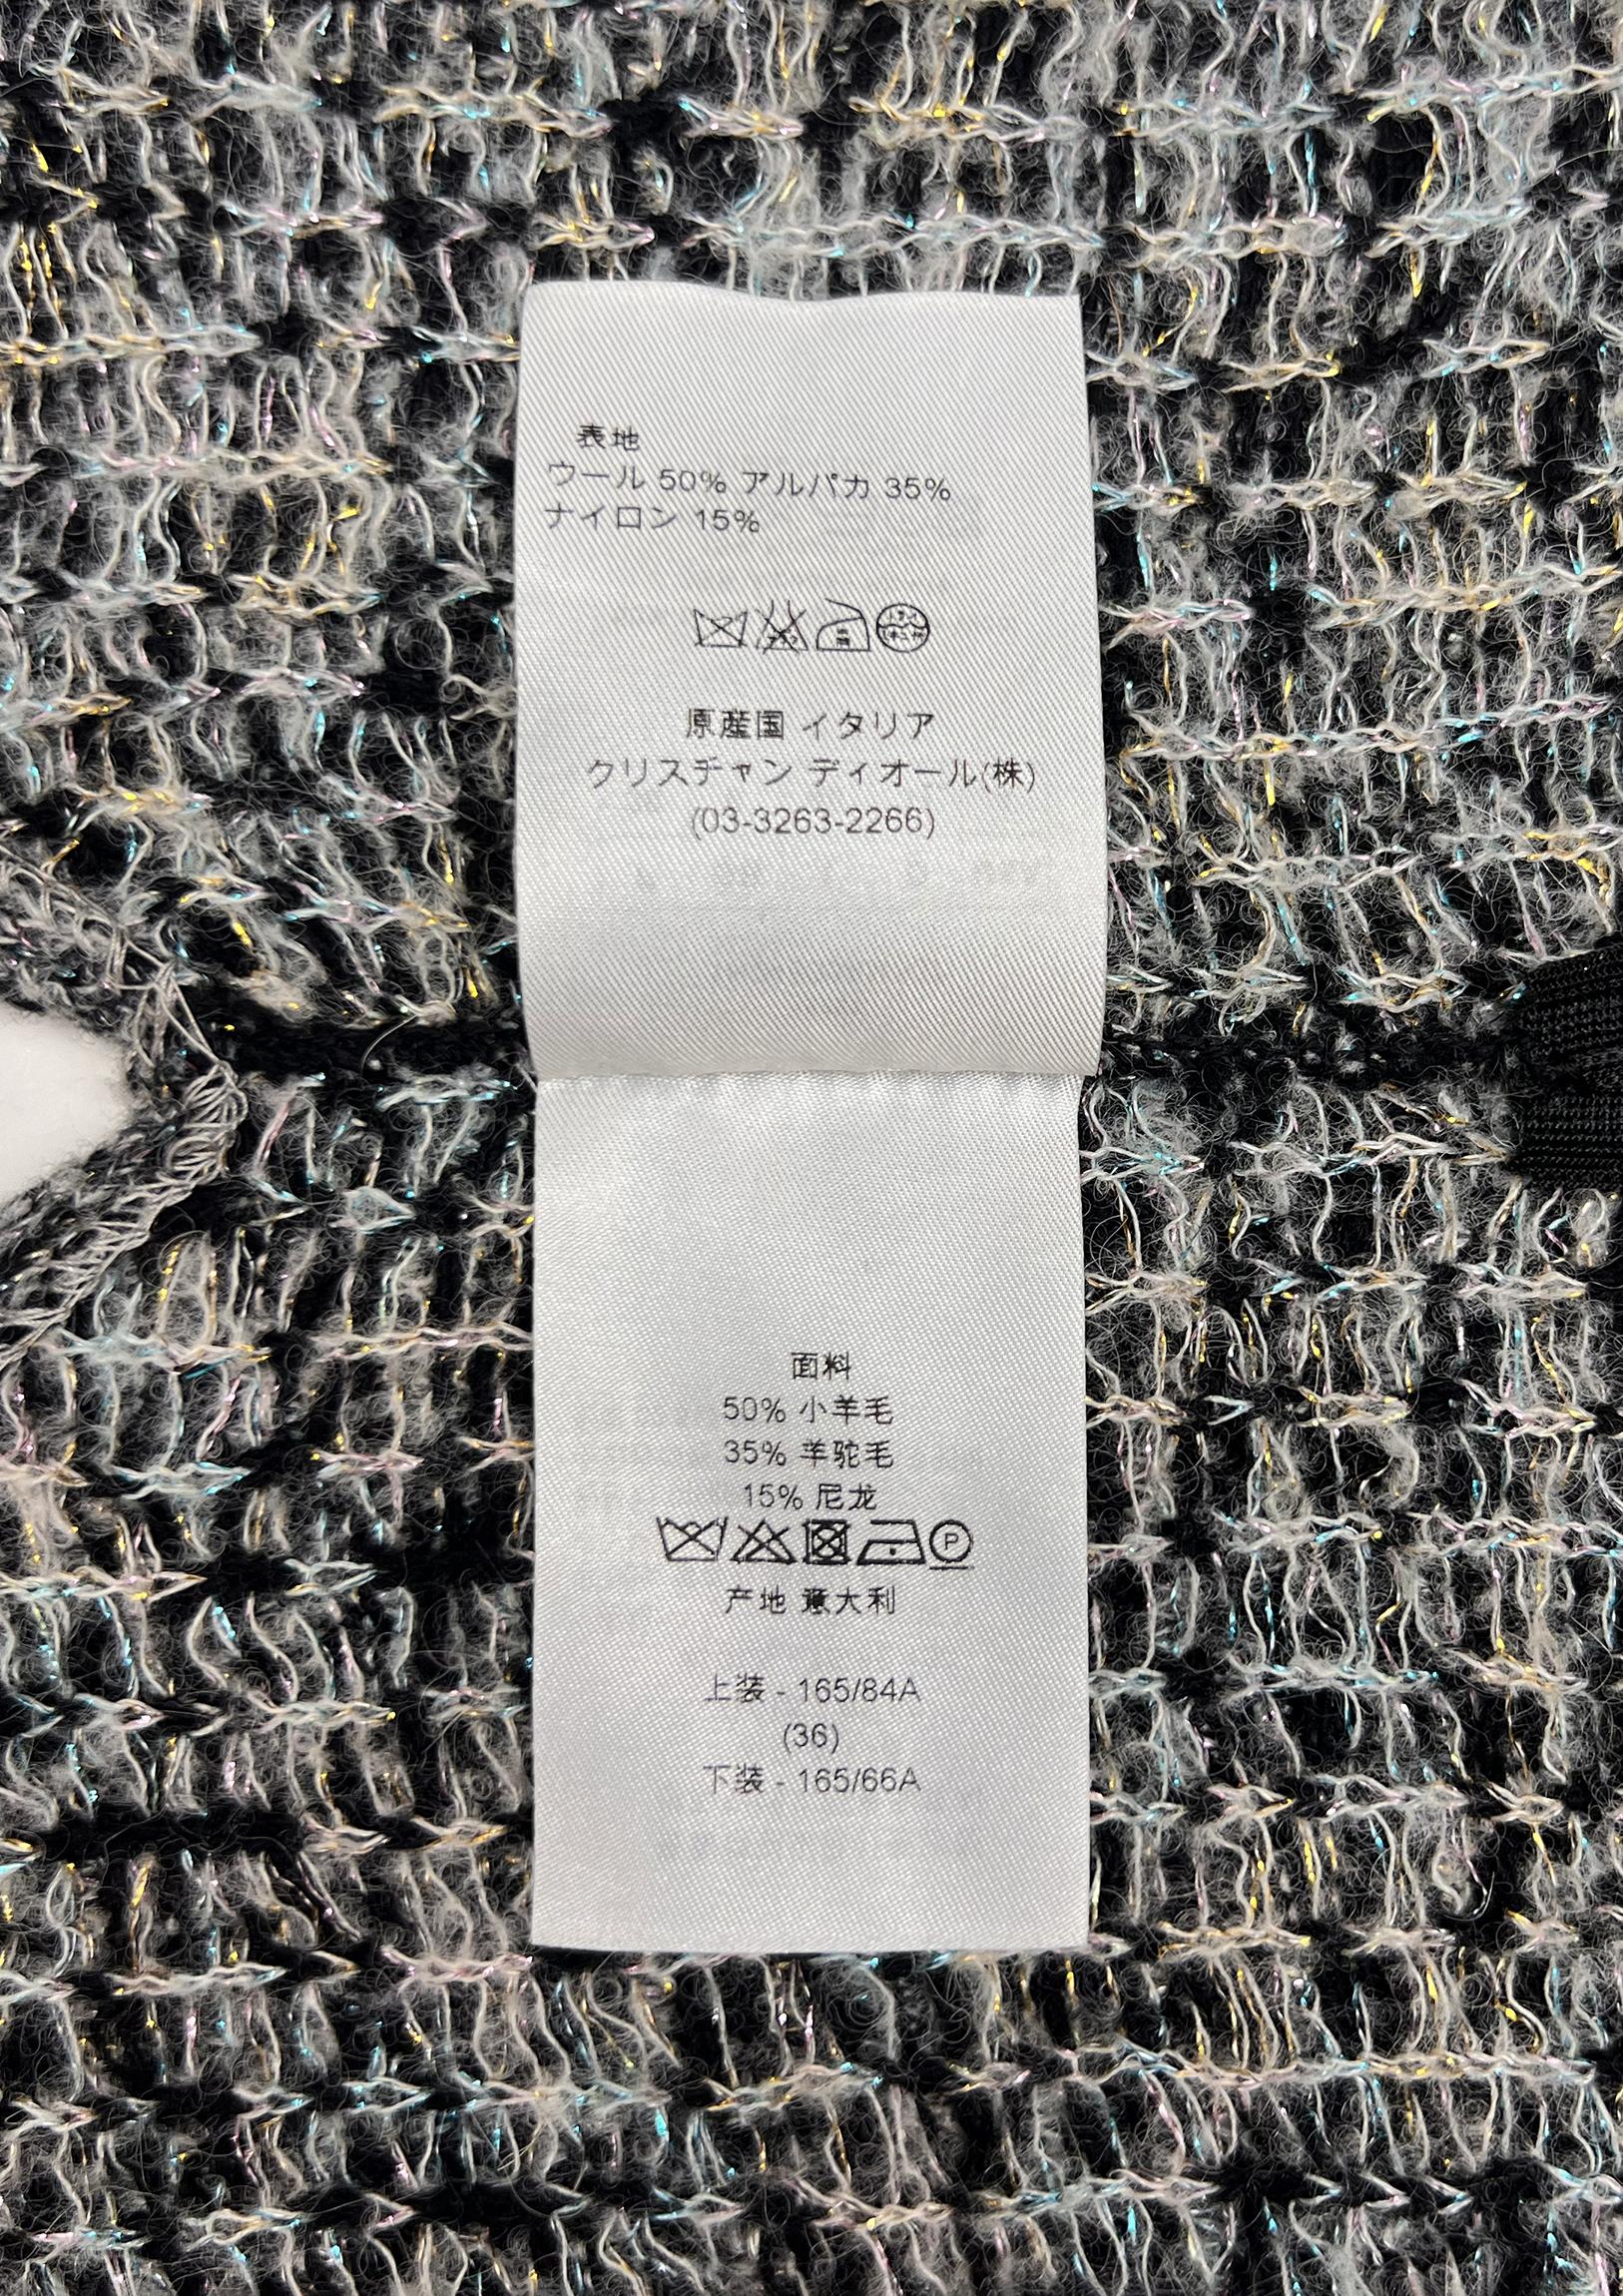 表地
ウール 50% アルパカ 35%
ナイロン 15%
原産国 イタリア
クリスチャン ディオール(株)
(03-3263-2266)
面料
50% 小羊毛
35% 羊驼毛
15% 尼龙
P
产地 意大利
上装 - 165/84A
(36)
下装 - 165/66A